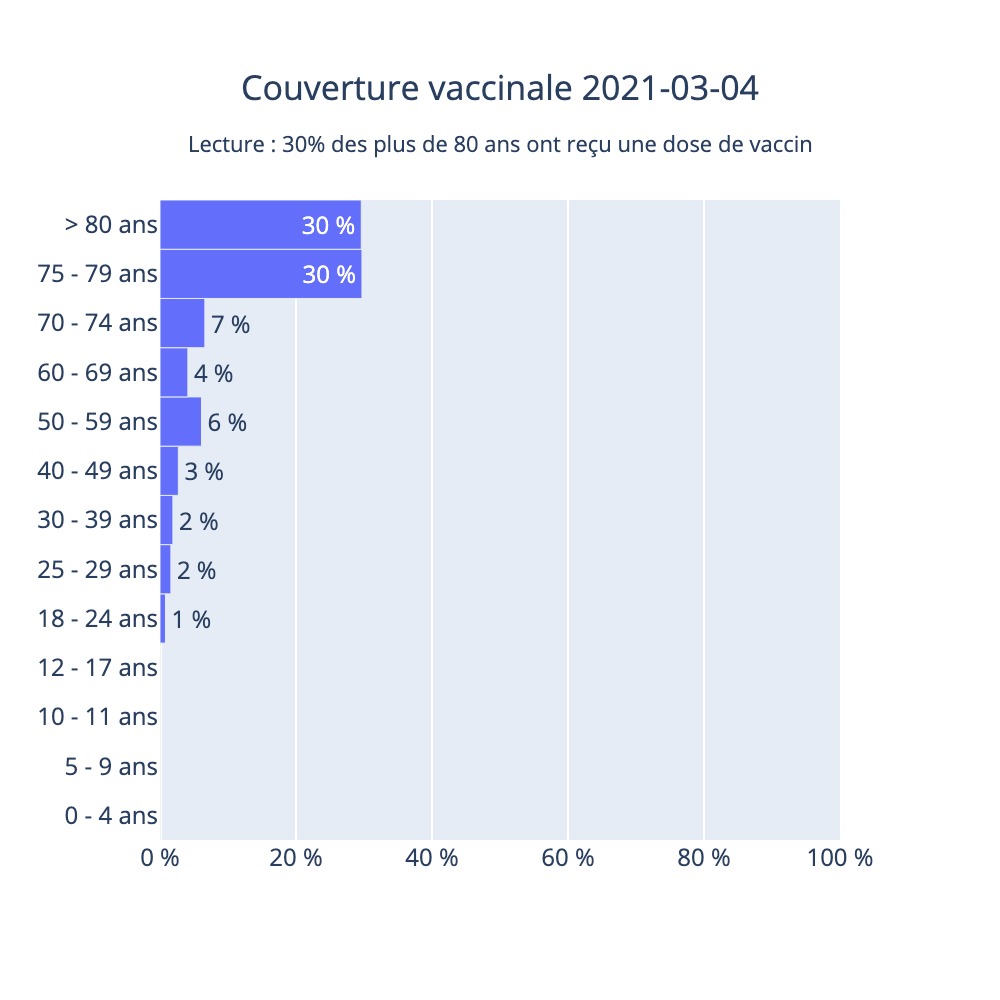 Couverture vaccinale 2021-03-04
Lecture : 30% des plus de 80 ans ont reçu une dose de vaccin
> 80 ans 30 %
75 - 79 ans 30 %
70 - 74 ans 7 %
60 - 69 ans 4 %
50 - 59 ans 6 %
40 - 49 ans 3 %
30 - 39 ans 2 %
25 - 29 ans 2 %
18 - 24 ans 1 %
12 - 17 ans
10 - 11 ans
5 - 9 ans
0 - 4 ans
0 % 20 % 40 % 60 % 80 % 100 %